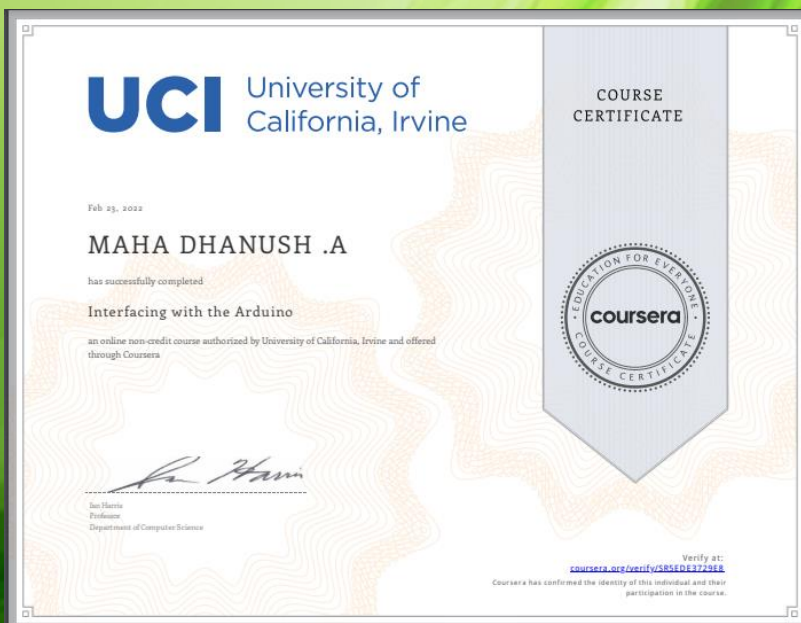 UCI University of
California, Irvine
COURSE
CERTIFICATE
Feb 23, 2022
MAHA DHANUSH .A
has successfully completed
Interfacing with the Arduino
an online non-credit course authorized by University of California, Irvine and offered
through Coursera
EDUCATION FOR EVERYONE
coursera
COURSE CERTIFICATE
Ian Harris
Ian Harris
Professor
Department of Computer Science
Verify at:
coursera.org/verify/SR5EDE3729E8
Coursera has confirmed the identity of this individual and their
participation in the course.